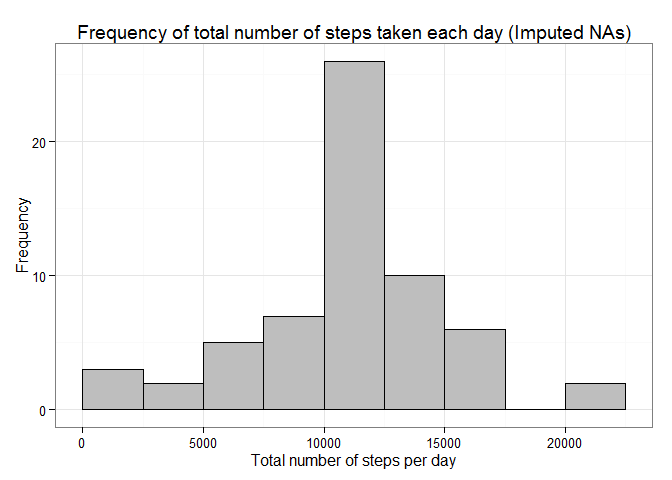 Frequency of total number of steps taken each day (Imputed NAs)
Frequency
20
10
0
0 5000 10000 15000 20000
Total number of steps per day